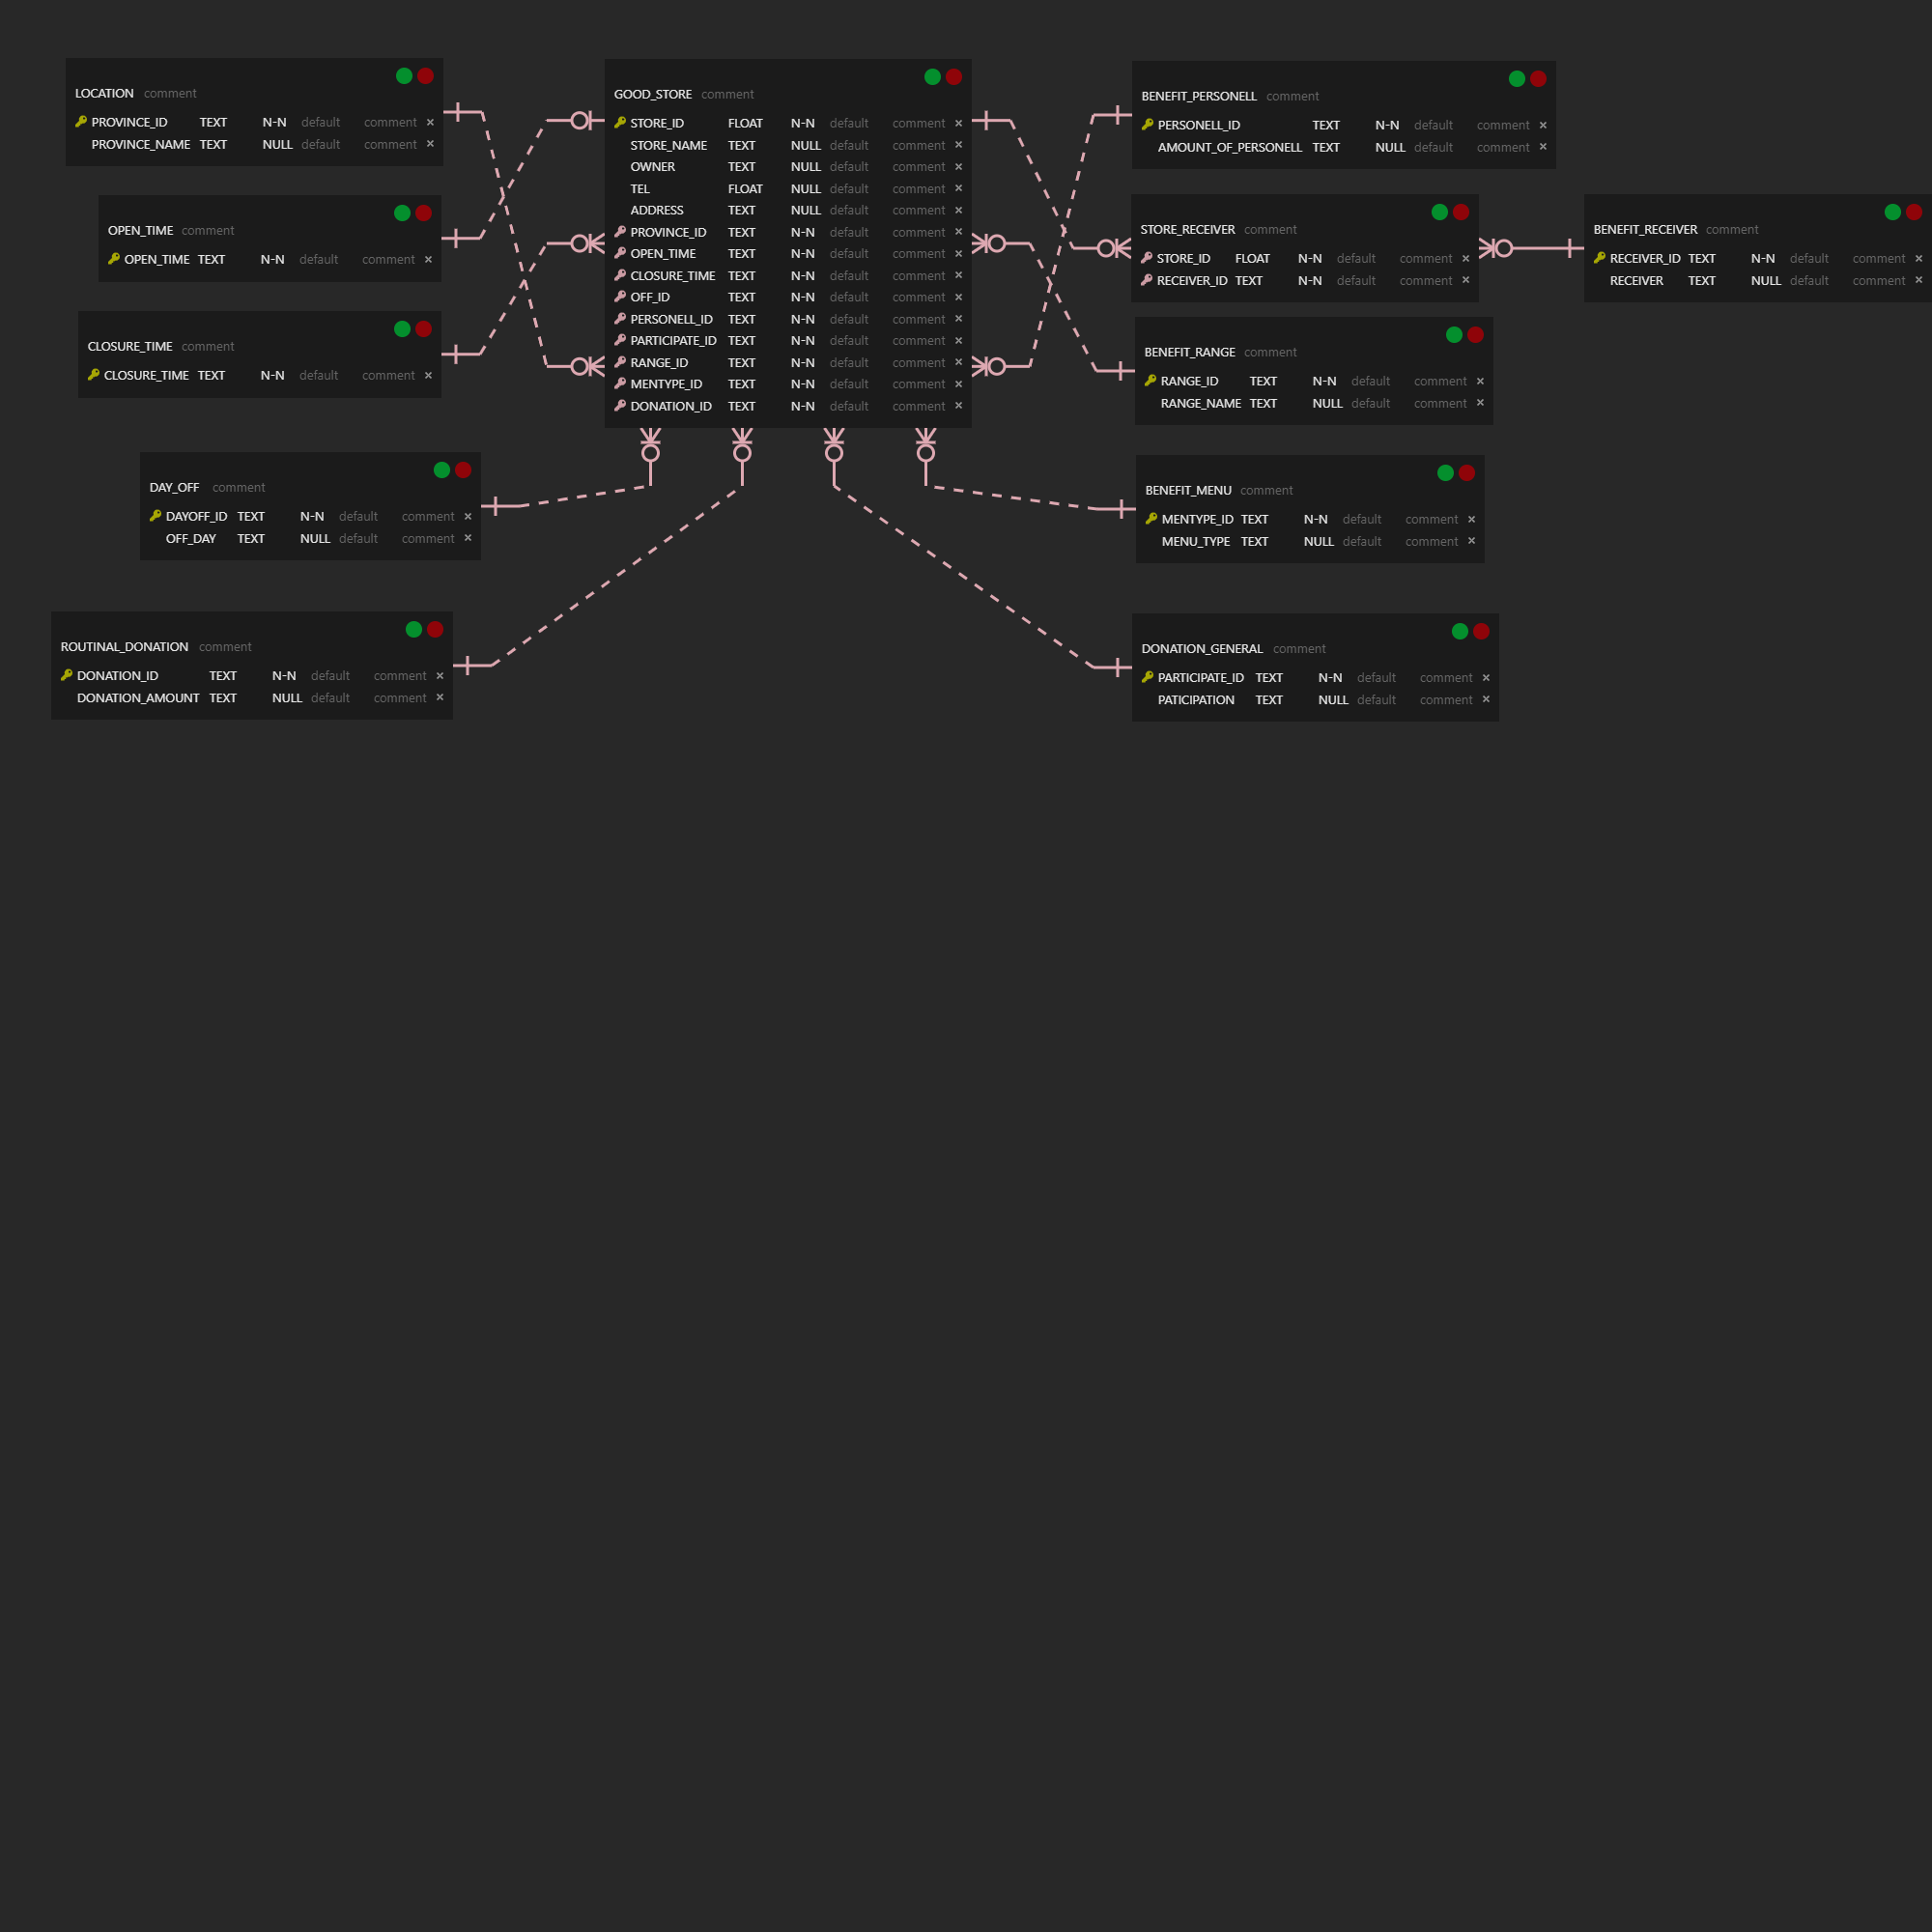 LOCATION comment
PROVINCE_ID TEXT N-N default comment ×
PROVINCE_NAME TEXT NULL default comment ×
OPEN_TIME comment
OPEN_TIME TEXT N-N default comment ×
CLOSURE_TIME comment
CLOSURE_TIME TEXT N-N default comment ×
DAY_OFF comment
DAYOFF_ID TEXT N-N default comment ×
OFF_DAY TEXT NULL default comment ×
ROUTINAL_DONATION comment
DONATION_ID TEXT N-N default comment ×
DONATION_AMOUNT TEXT NULL default comment ×
GOOD_STORE comment
STORE_ID FLOAT N-N default comment ×
STORE_NAME TEXT NULL default comment ×
OWNER TEXT NULL default comment ×
TEL FLOAT NULL default comment ×
ADDRESS TEXT NULL default comment ×
PROVINCE_ID TEXT N-N default comment ×
OPEN_TIME TEXT N-N default comment ×
CLOSURE_TIME TEXT N-N default comment ×
OFF_ID TEXT N-N default comment ×
PERSONELL_ID TEXT N-N default comment ×
PARTICIPATE_ID TEXT N-N default comment ×
RANGE_ID TEXT N-N default comment ×
MENTYPE_ID TEXT N-N default comment ×
DONATION_ID TEXT N-N default comment ×
BENEFIT_PERSONELL comment
PERSONELL_ID TEXT N-N default comment ×
AMOUNT_OF_PERSONELL TEXT NULL default comment ×
STORE_RECEIVER comment
STORE_ID FLOAT N-N default comment ×
RECEIVER_ID TEXT N-N default comment ×
BENEFIT_RECEIVER comment
RECEIVER_ID TEXT N-N default comment ×
RECEIVER TEXT NULL default comment ×
BENEFIT_RANGE comment
RANGE_ID TEXT N-N default comment ×
RANGE_NAME TEXT NULL default comment ×
BENEFIT_MENU comment
MENTYPE_ID TEXT N-N default comment ×
MENU_TYPE TEXT NULL default comment ×
DONATION_GENERAL comment
PARTICIPATE_ID TEXT N-N default comment ×
PATICIPATION TEXT NULL default comment ×